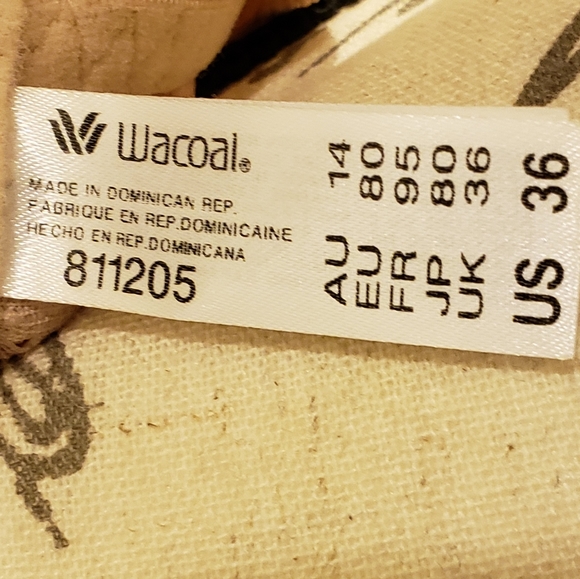 Wacoal®
MADE IN DOMINICAN REP.
FABRIQUE EN REP.DOMINICAINE
HECHO EN REP.DOMINICANA
811205
AU 14
EU 80
FR 95
JP 80
UK 36
US 36